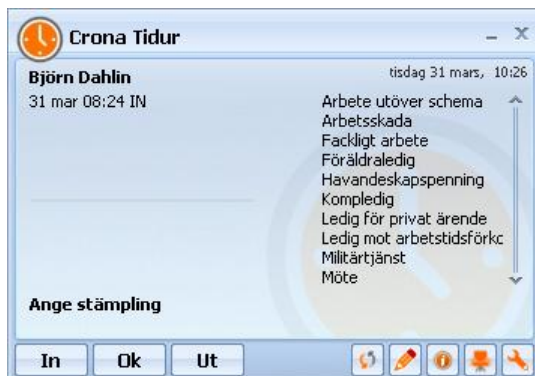 Crona Tidur
Björn Dahlin
tisdag 31 mars, 10:26
31 mar 08:24 IN
Arbete utöver schema
Arbetsskada
Fackligt arbete
Föräldraledig
Havandeskapspenning
Kompledig
Ledig för privat ärende
Ledig mot arbetstidsförkc
Militärtjänst
Möte
Ange stämpling
In
Ok
Ut